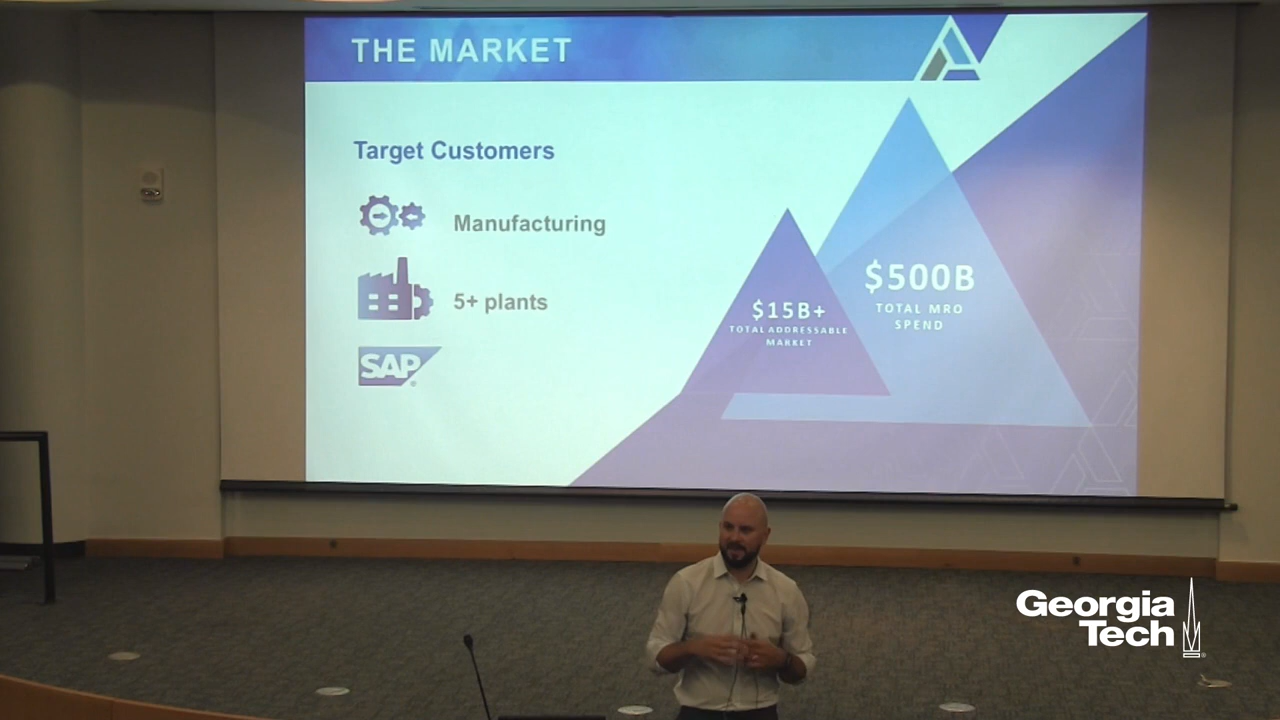 THE MARKET
Target Customers
Manufacturing
5+ plants
SAP
®
$15B+
TOTAL ADDRESSABLE
MARKET
$500B
TOTAL MRO
SPEND
Georgia
Tech